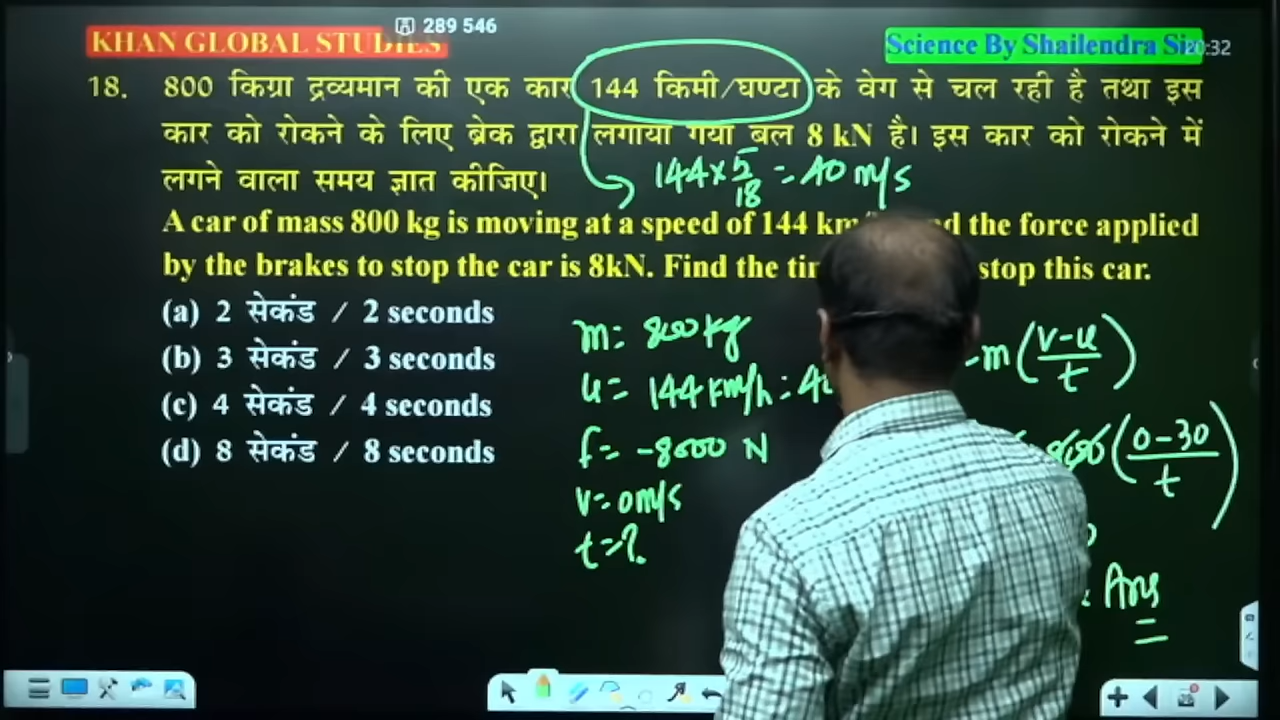 289 546
KHAN GLOBAL STUDIES
Science By Shailendra Sir
:32
18. 800 किग्रा द्रव्यमान की एक कार 144 किमी/घण्टा के वेग से चल रही है तथा इस
कार को रोकने के लिए ब्रेक द्वारा लगाया गया बल 8 kN है। इस कार को रोकने में
लगने वाला समय ज्ञात कीजिए।
144×5/18 = 40 m/s
A car of mass 800 kg is moving at a speed of 144 the force applied
by the brakes to stop the car is 8kN. Find the stop this car.
(a) 2 सेकंड / 2 seconds
(b) 3 सेकंड / 3 seconds
(c) 4 सेकंड / 4 seconds
(d) 8 सेकंड / 8 seconds
m= 800 kg
u= 144 km/h =
f= -8000 N
v= 0m/s
t=?
m(v-u/t)
(0-30/t)
Ans